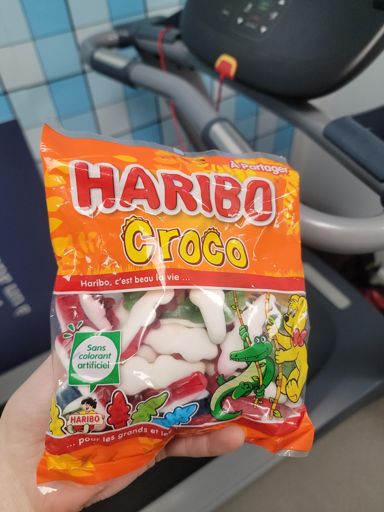 À Partager
HARIBO
Croco
Haribo, c'est beau la vie ...
Sans
colorant
artificiel
HARIBO
... pour les grands et le